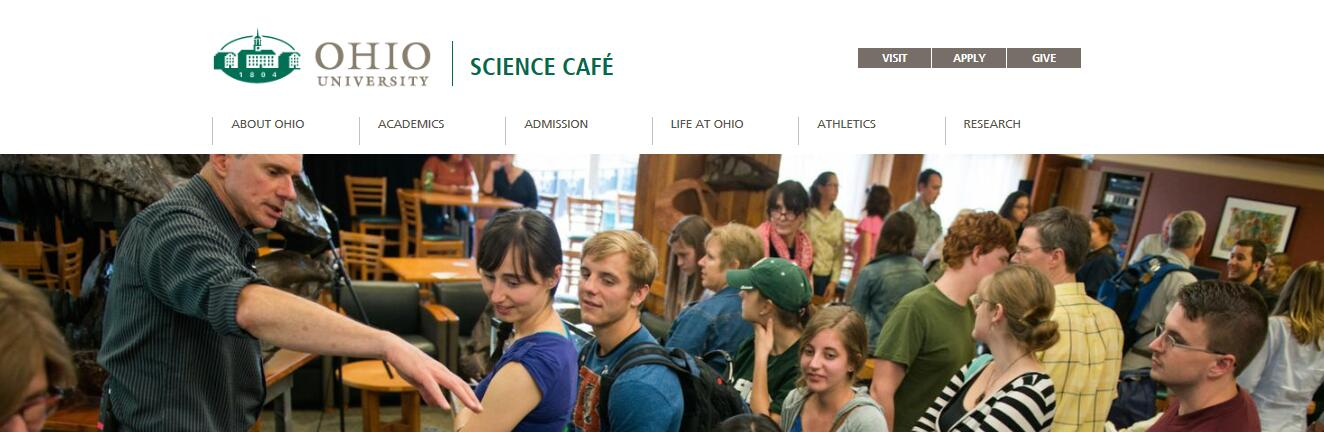 OHIO
UNIVERSITY
1804
SCIENCE CAFÉ
VISIT APPLY GIVE
ABOUT OHIO ACADEMICS ADMISSION LIFE AT OHIO ATHLETICS RESEARCH